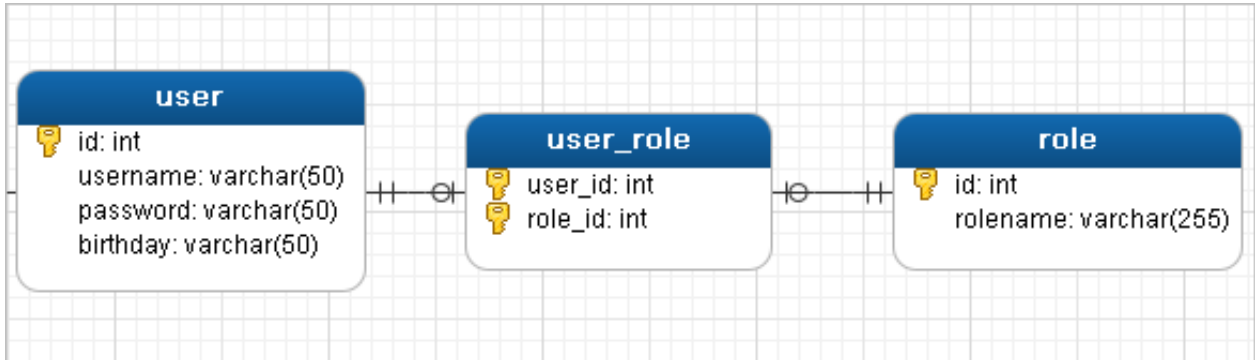 user
id: int
username: varchar(50)
password: varchar(50)
birthday: varchar(50)
user_role
user_id: int
role_id: int
role
id: int
rolename: varchar(255)